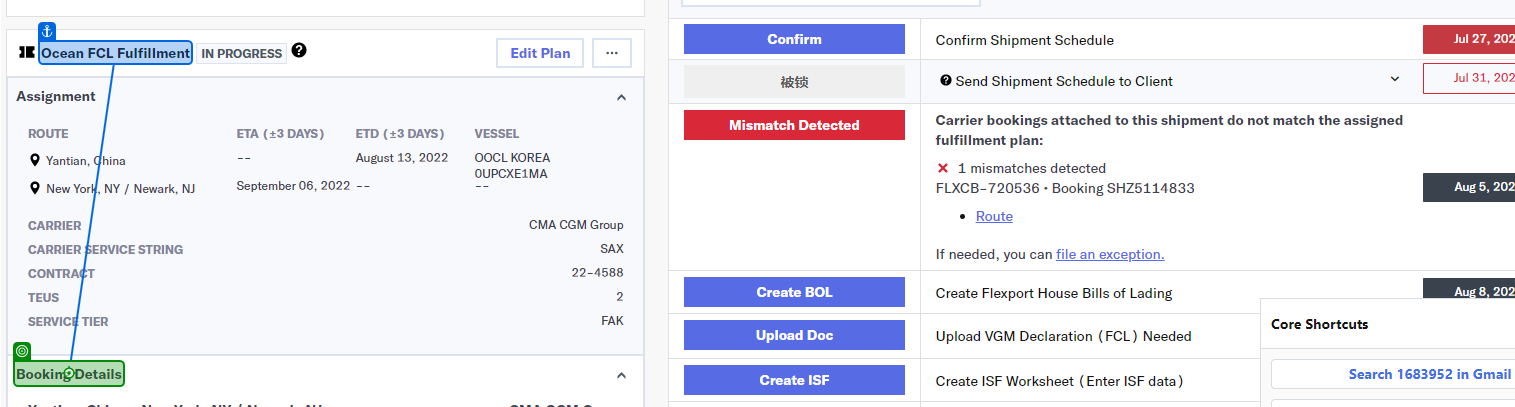 Ocean FCL Fulfillment IN PROGRESS
Edit Plan
...
Assignment
ROUTE ETA (±3 DAYS) ETD (±3 DAYS) VESSEL
Yantian, China -- August 13, 2022 OOCL KOREA
0UPCXE1MA
New York, NY / Newark, NJ September 06, 2022 -- --
CARRIER CMA CGM Group
CARRIER SERVICE STRING SAX
CONTRACT 22-4588
TEUS 2
SERVICE TIER FAK
Booking Details
Confirm Confirm Shipment Schedule Jul 27, 202
被锁 Send Shipment Schedule to Client Jul 31, 202
Mismatch Detected
Carrier bookings attached to this shipment do not match the assigned
fulfillment plan:
1 mismatches detected
FLXCB-720536 • Booking SHZ5114833 Aug 5, 202
• Route
If needed, you can file an exception.
Create BOL Create Flexport House Bills of Lading Aug 8, 202
Upload Doc Upload VGM Declaration (FCL) Needed
Create ISF Create ISF Worksheet (Enter ISF data)
Core Shortcuts
Search 1683952 in Gmail